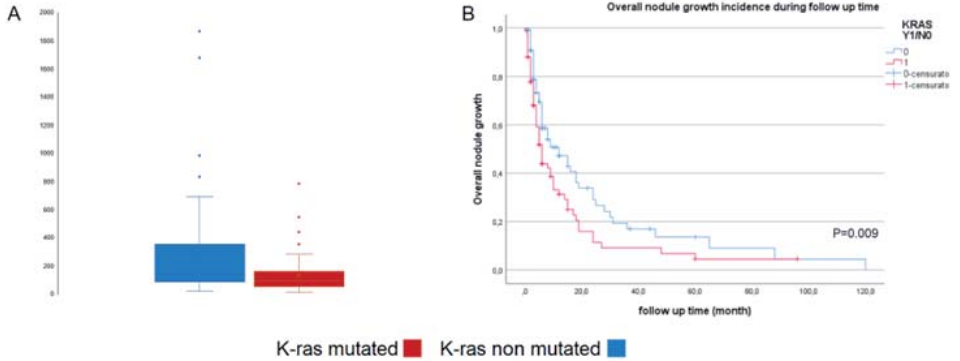 A
2000
1800
1600
1400
1200
1000
800
600
400
200
0
B
Overall nodule growth incidence during follow up time
Overall nodule growth
1,0
0,8
0,6
0,4
0,2
0,0
,0 20,0 40,0 60,0 80,0 100,0 120,0
follow up time (month)
P=0.009
KRAS
Y1/N0
0
1
0-censurato
1-censurato
K-ras mutated K-ras non mutated